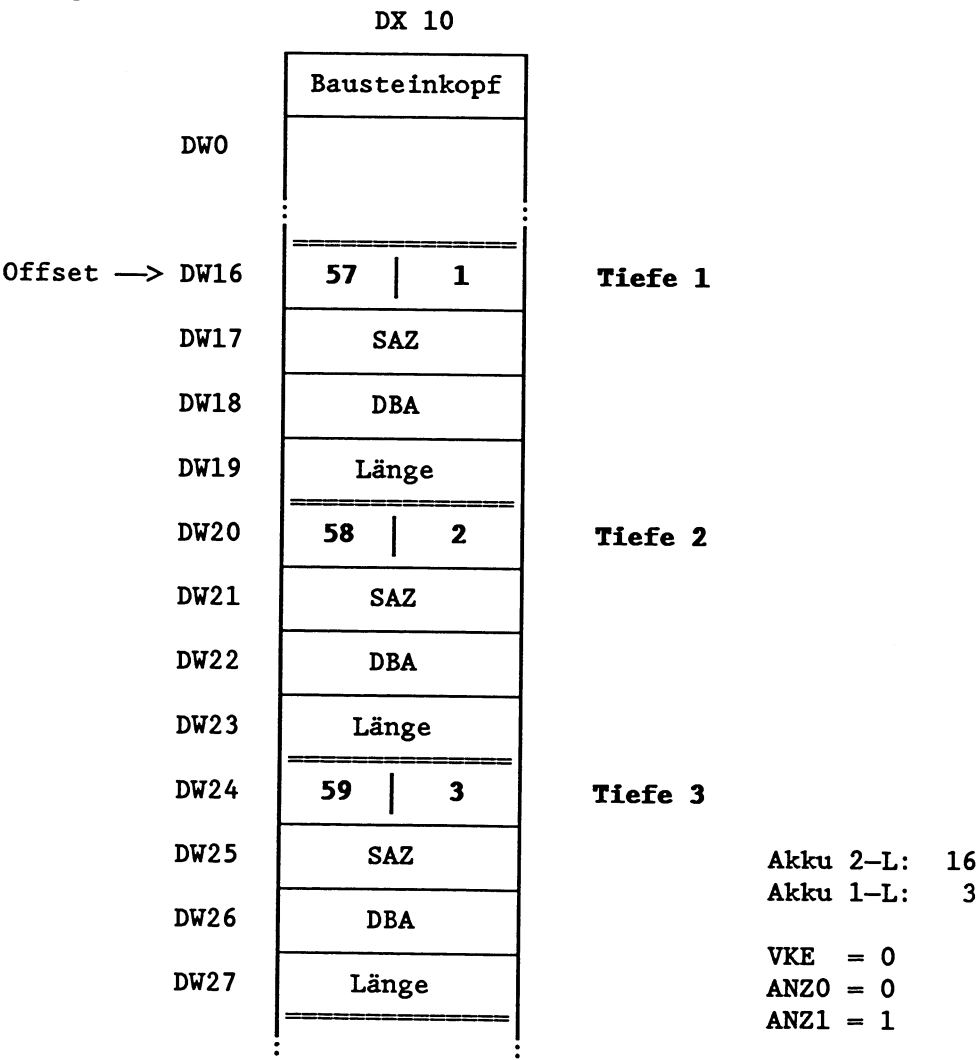 DX 10
Bausteinkopf
DW0
Offset —> DW16 57 | 1 Tiefe 1
DW17 SAZ
DW18 DBA
DW19 Länge
DW20 58 | 2 Tiefe 2
DW21 SAZ
DW22 DBA
DW23 Länge
DW24 59 | 3 Tiefe 3
DW25 SAZ
Akku 2–L: 16
Akku 1–L: 3
DW26 DBA
VKE = 0
DW27 Länge
ANZ0 = 0
ANZ1 = 1